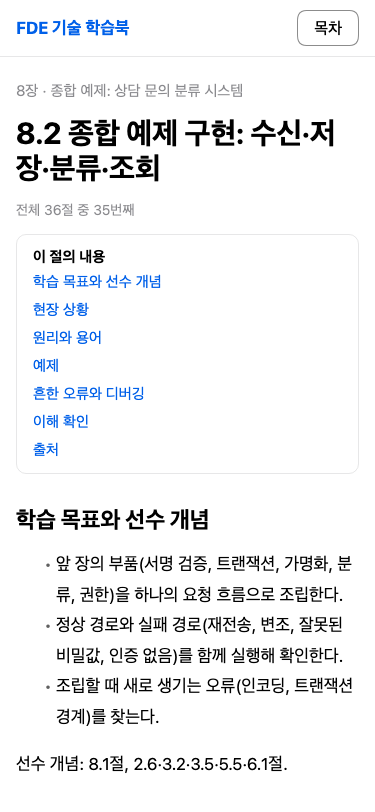 FDE 기술 학습북
목차
8장 · 종합 예제: 상담 문의 분류 시스템
8.2 종합 예제 구현: 수신·저
장·분류·조회
전체 36절 중 35번째
이 절의 내용
학습 목표와 선수 개념
현장 상황
원리와 용어
예제
흔한 오류와 디버깅
이해 확인
출처
학습 목표와 선수 개념
• 앞 장의 부품(서명 검증, 트랜잭션, 가명화, 분
류, 권한)을 하나의 요청 흐름으로 조립한다.
• 정상 경로와 실패 경로(재전송, 변조, 잘못된
비밀값, 인증 없음)를 함께 실행해 확인한다.
• 조립할 때 새로 생기는 오류(인코딩, 트랜잭션
경계)를 찾는다.
선수 개념: 8.1절, 2.6·3.2·3.5·5.5·6.1절.